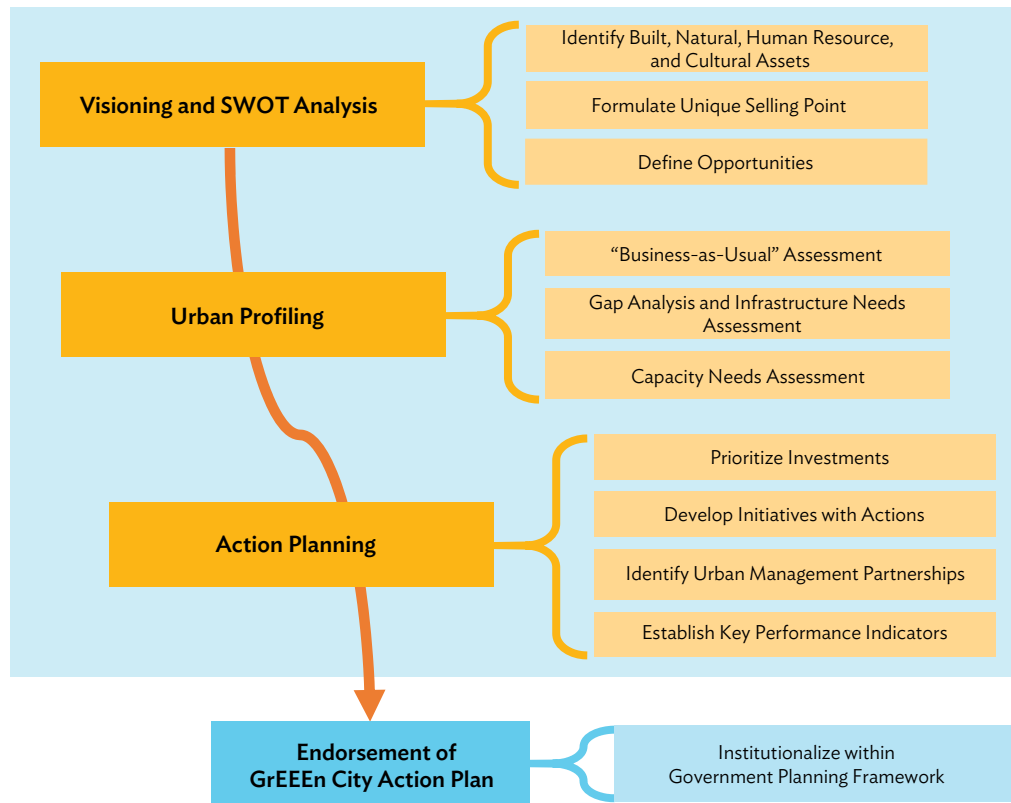 Visioning and SWOT Analysis
Identify Built, Natural, Human Resource,
and Cultural Assets
Formulate Unique Selling Point
Define Opportunities
Urban Profiling
“Business-as-Usual” Assessment
Gap Analysis and Infrastructure Needs
Assessment
Capacity Needs Assessment
Action Planning
Prioritize Investments
Develop Initiatives with Actions
Identify Urban Management Partnerships
Establish Key Performance Indicators
Endorsement of
GrEEEn City Action Plan
Institutionalize within
Government Planning Framework